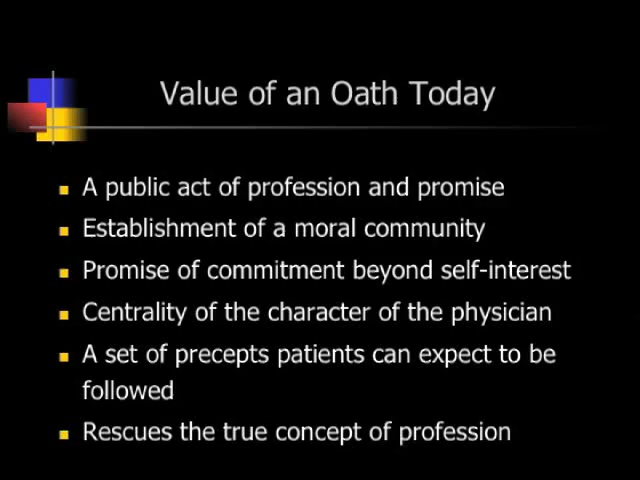 Value of an Oath Today
A public act of profession and promise
Establishment of a moral community
Promise of commitment beyond self-interest
Centrality of the character of the physician
A set of precepts patients can expect to be
followed
Rescues the true concept of profession